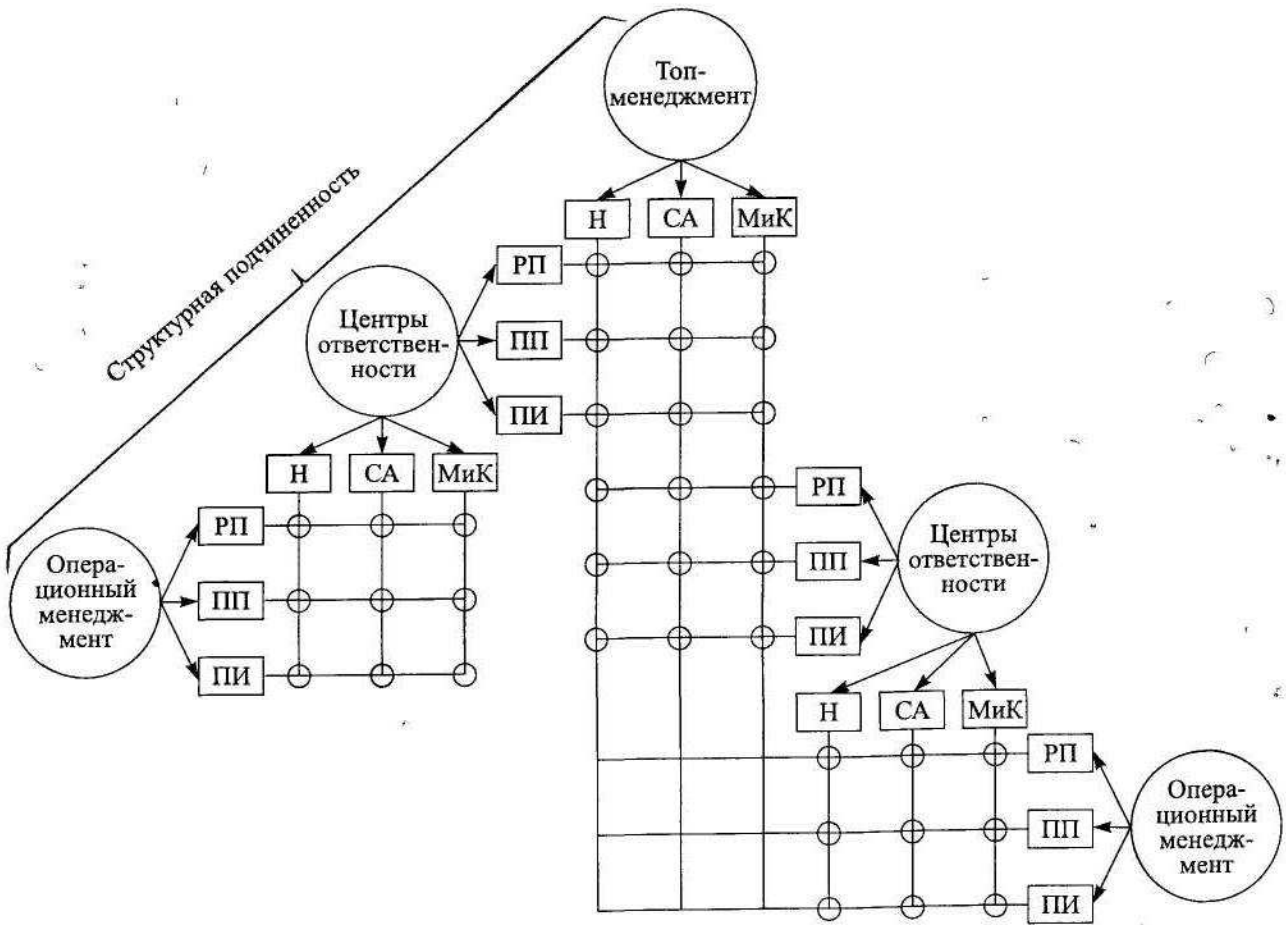 Топ-
менеджмент
Структурная подчиненность
Н
СА
МиК
РП
ПП
ПИ
Центры
ответствен-
ности
Н
СА
МиК
РП
ПП
ПИ
Опера-
ционный
менедж-
мент
РП
ПП
ПИ
Центры
ответствен-
ности
Н
СА
МиК
РП
ПП
ПИ
Опера-
ционный
менедж-
мент